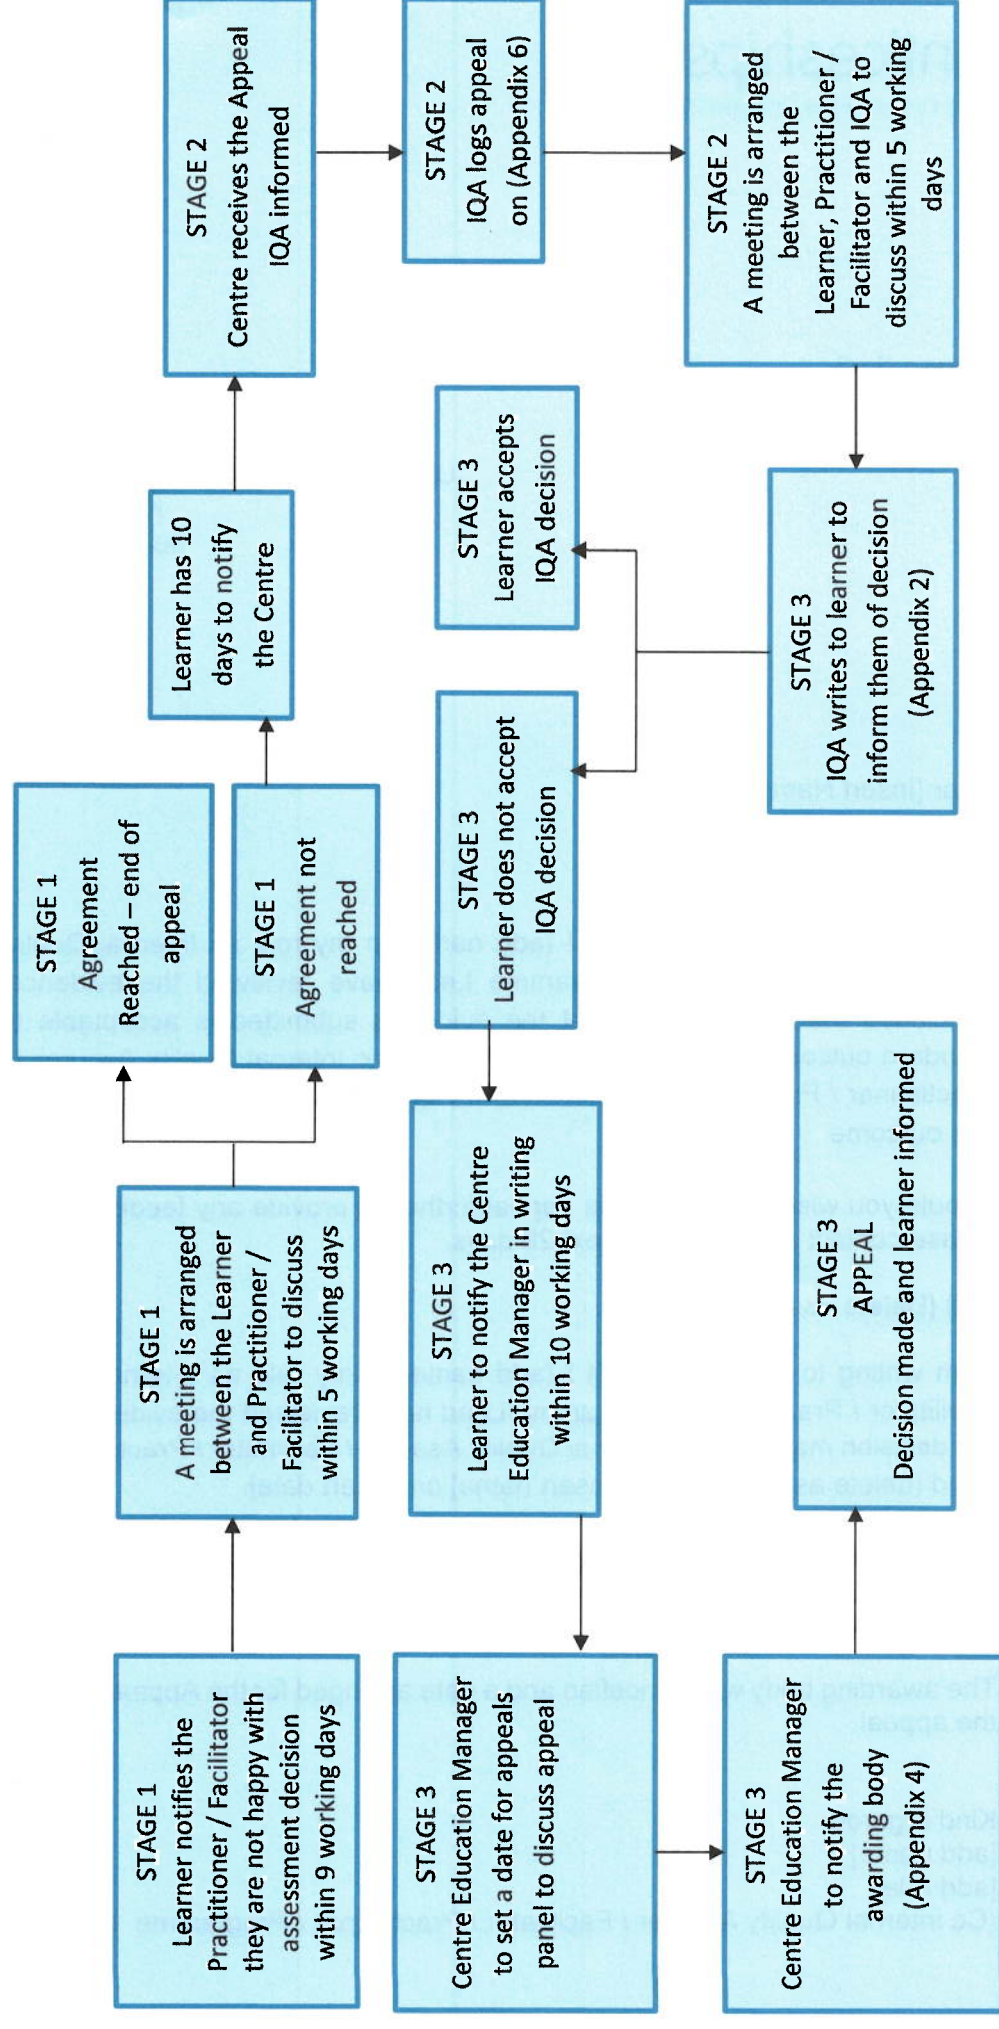 STAGE 1
Learner notifies the
Practitioner / Facilitator
they are not happy with
assessment decision
within 9 working days
STAGE 1
A meeting is arranged
between the Learner
and Practitioner /
Facilitator to discuss
within 5 working days
STAGE 1
Agreement
Reached – end of
appeal
STAGE 1
Agreement not
reached
Learner has 10
days to notify
the Centre
STAGE 2
Centre receives the Appeal
IQA informed
STAGE 2
IQA logs appeal
on (Appendix 6)
STAGE 2
A meeting is arranged
between the
Learner, Practitioner /
Facilitator and IQA to
discuss within 5 working
days
STAGE 3
IQA writes to learner to
inform them of decision
(Appendix 2)
STAGE 3
Learner accepts
IQA decision
STAGE 3
Learner does not accept
IQA decision
STAGE 3
Learner to notify the Centre
Education Manager in writing
within 10 working days
STAGE 3
Centre Education Manager
to set a date for appeals
panel to discuss appeal
STAGE 3
Centre Education Manager
to notify the
awarding body
(Appendix 4)
STAGE 3
APPEAL
Decision made and learner informed